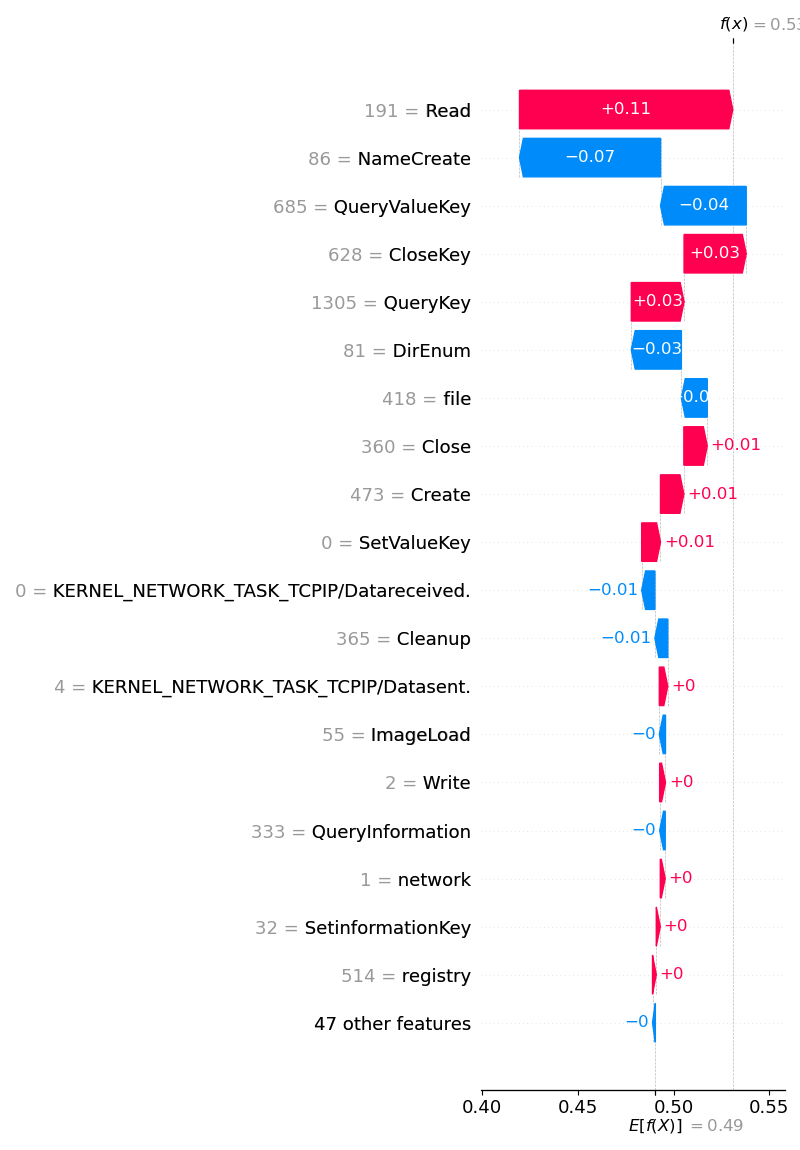 f(x) = 0.53
191 = Read +0.11
86 = NameCreate −0.07
685 = QueryValueKey −0.04
628 = CloseKey +0.03
1305 = QueryKey +0.03
81 = DirEnum −0.03
418 = file
360 = Close +0.01
473 = Create +0.01
0 = SetValueKey +0.01
0 = KERNEL_NETWORK_TASK_TCPIP/Datareceived. −0.01
365 = Cleanup −0.01
4 = KERNEL_NETWORK_TASK_TCPIP/Datasent. +0
55 = ImageLoad −0
2 = Write +0
333 = QueryInformation −0
1 = network +0
32 = SetinformationKey +0
514 = registry +0
47 other features −0
0.40 0.45 0.50 0.55
E[f(X)] = 0.49